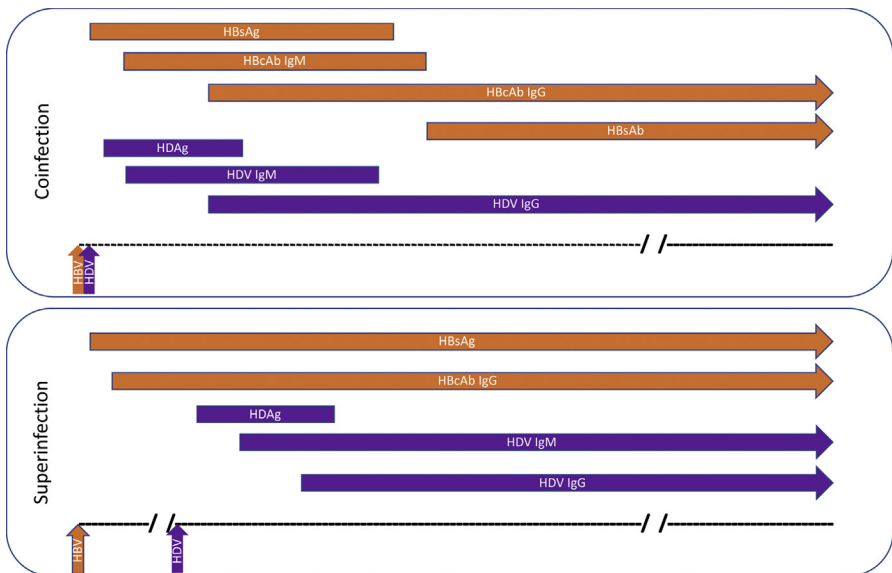 Coinfection
HBsAg
HBcAb IgM
HBcAb IgG
HBsAb
HDAg
HDV IgM
HDV IgG
HBV
HDV
Superinfection
HBsAg
HBcAb IgG
HDAg
HDV IgM
HDV IgG
HBV
HDV